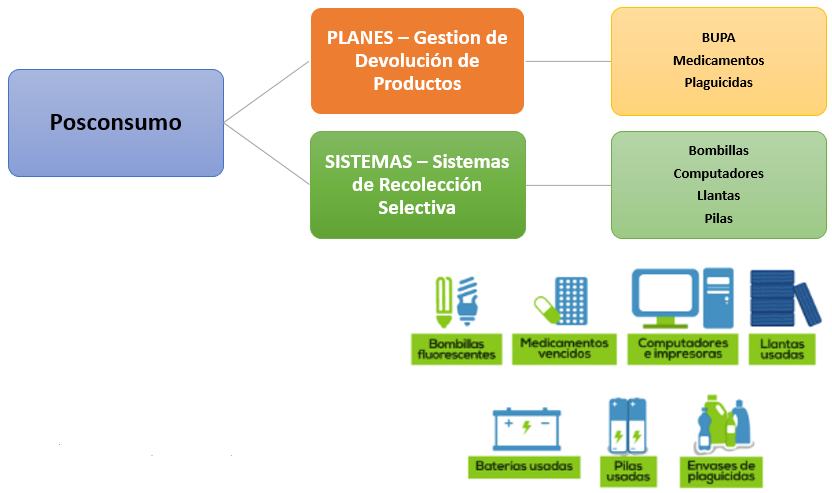 Posconsumo
PLANES – Gestion de
Devolución de
Productos
BUPA
Medicamentos
Plaguicidas
SISTEMAS – Sistemas
de Recolección
Selectiva
Bombillas
Computadores
Llantas
Pilas
Bombillas
fluorescentes
Medicamentos
vencidos
Computadores
e impresoras
Llantas
usadas
Baterías usadas
Pilas
usadas
Envases de
plaguicidas